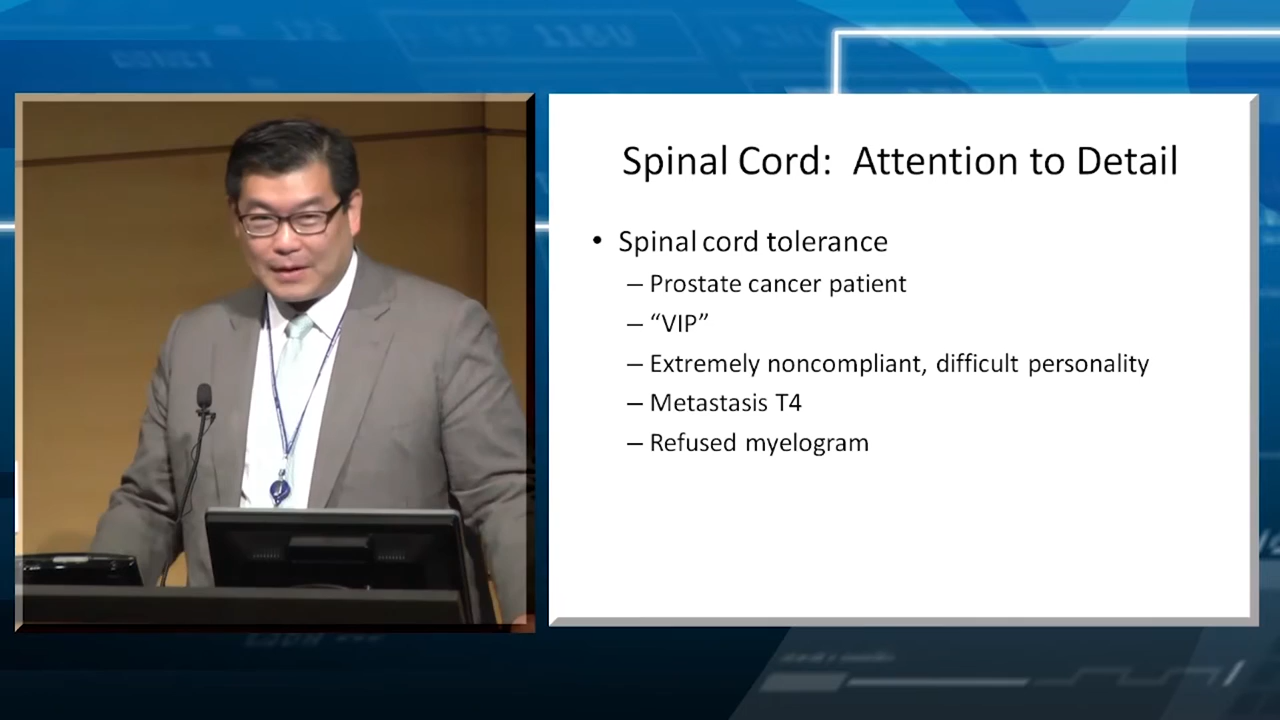 Spinal Cord: Attention to Detail
• Spinal cord tolerance
– Prostate cancer patient
– “VIP”
– Extremely noncompliant, difficult personality
– Metastasis T4
– Refused myelogram